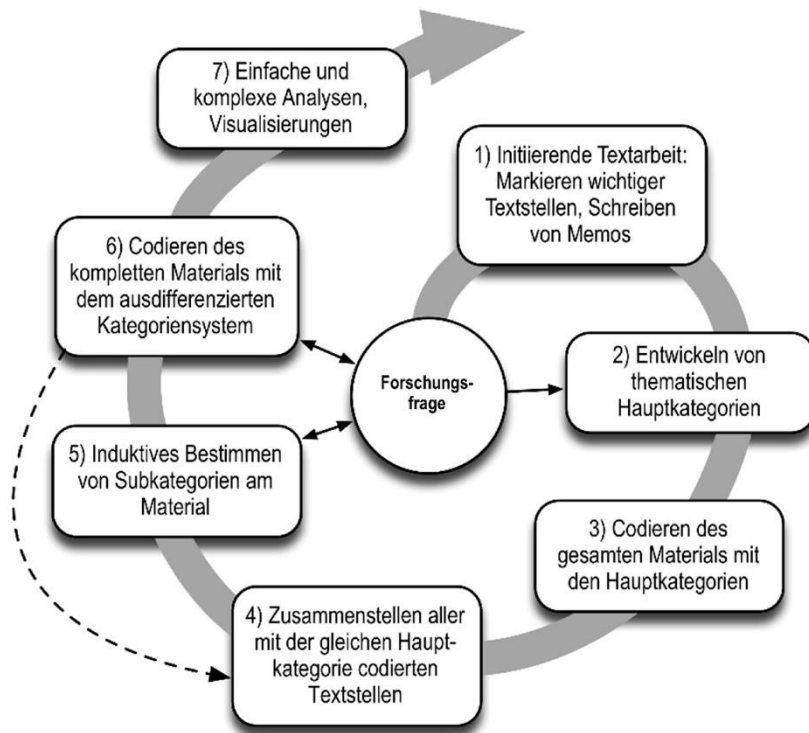 7) Einfache und
komplexe Analysen,
Visualisierungen
1) Initiierende Textarbeit:
Markieren wichtiger
Textstellen, Schreiben
von Memos
6) Codieren des
kompletten Materials mit
dem ausdifferenzierten
Kategoriensystem
Forschungs-
frage
2) Entwickeln von
thematischen
Hauptkategorien
5) Induktives Bestimmen
von Subkategorien am
Material
3) Codieren des
gesamten Materials mit
den Hauptkategorien
4) Zusammenstellen aller
mit der gleichen Haupt-
kategorie codierten
Textstellen